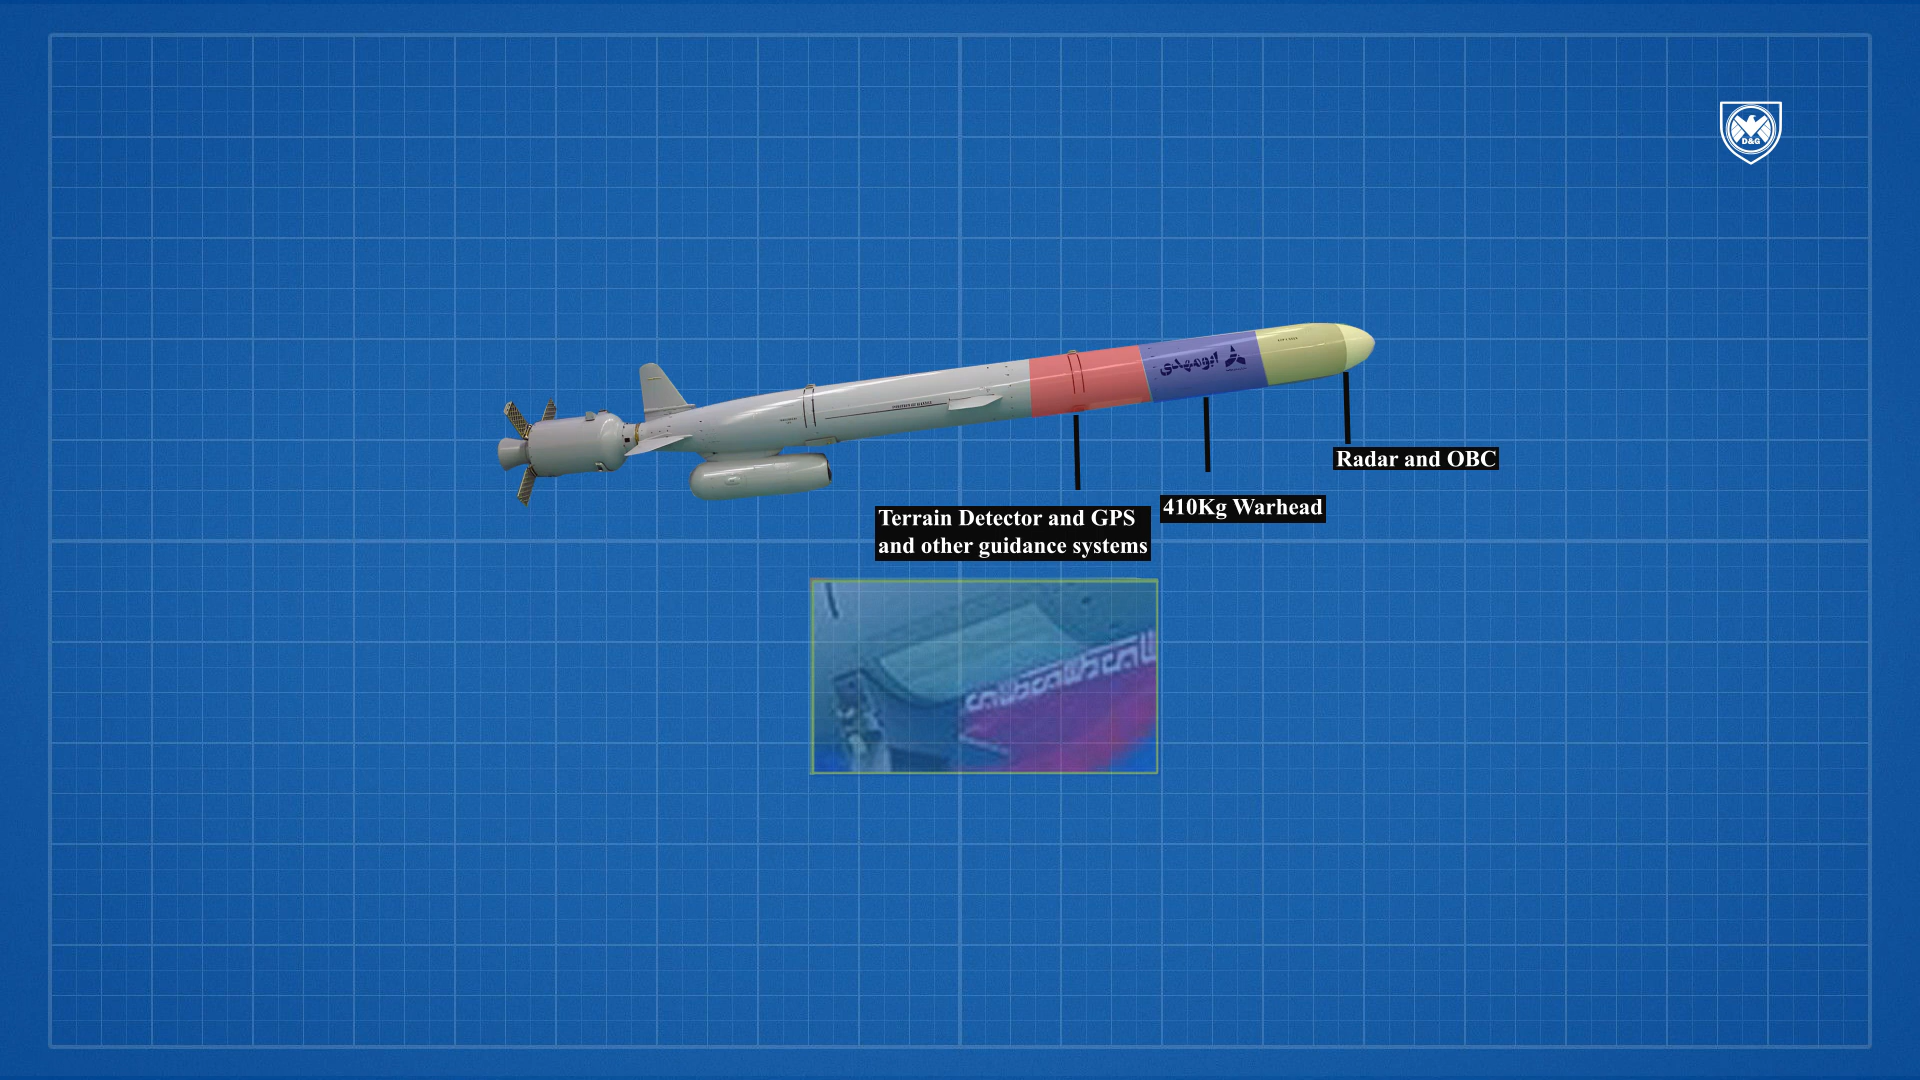 D&G
ابومهدی
Radar and OBC
410Kg Warhead
Terrain Detector and GPS
and other guidance systems